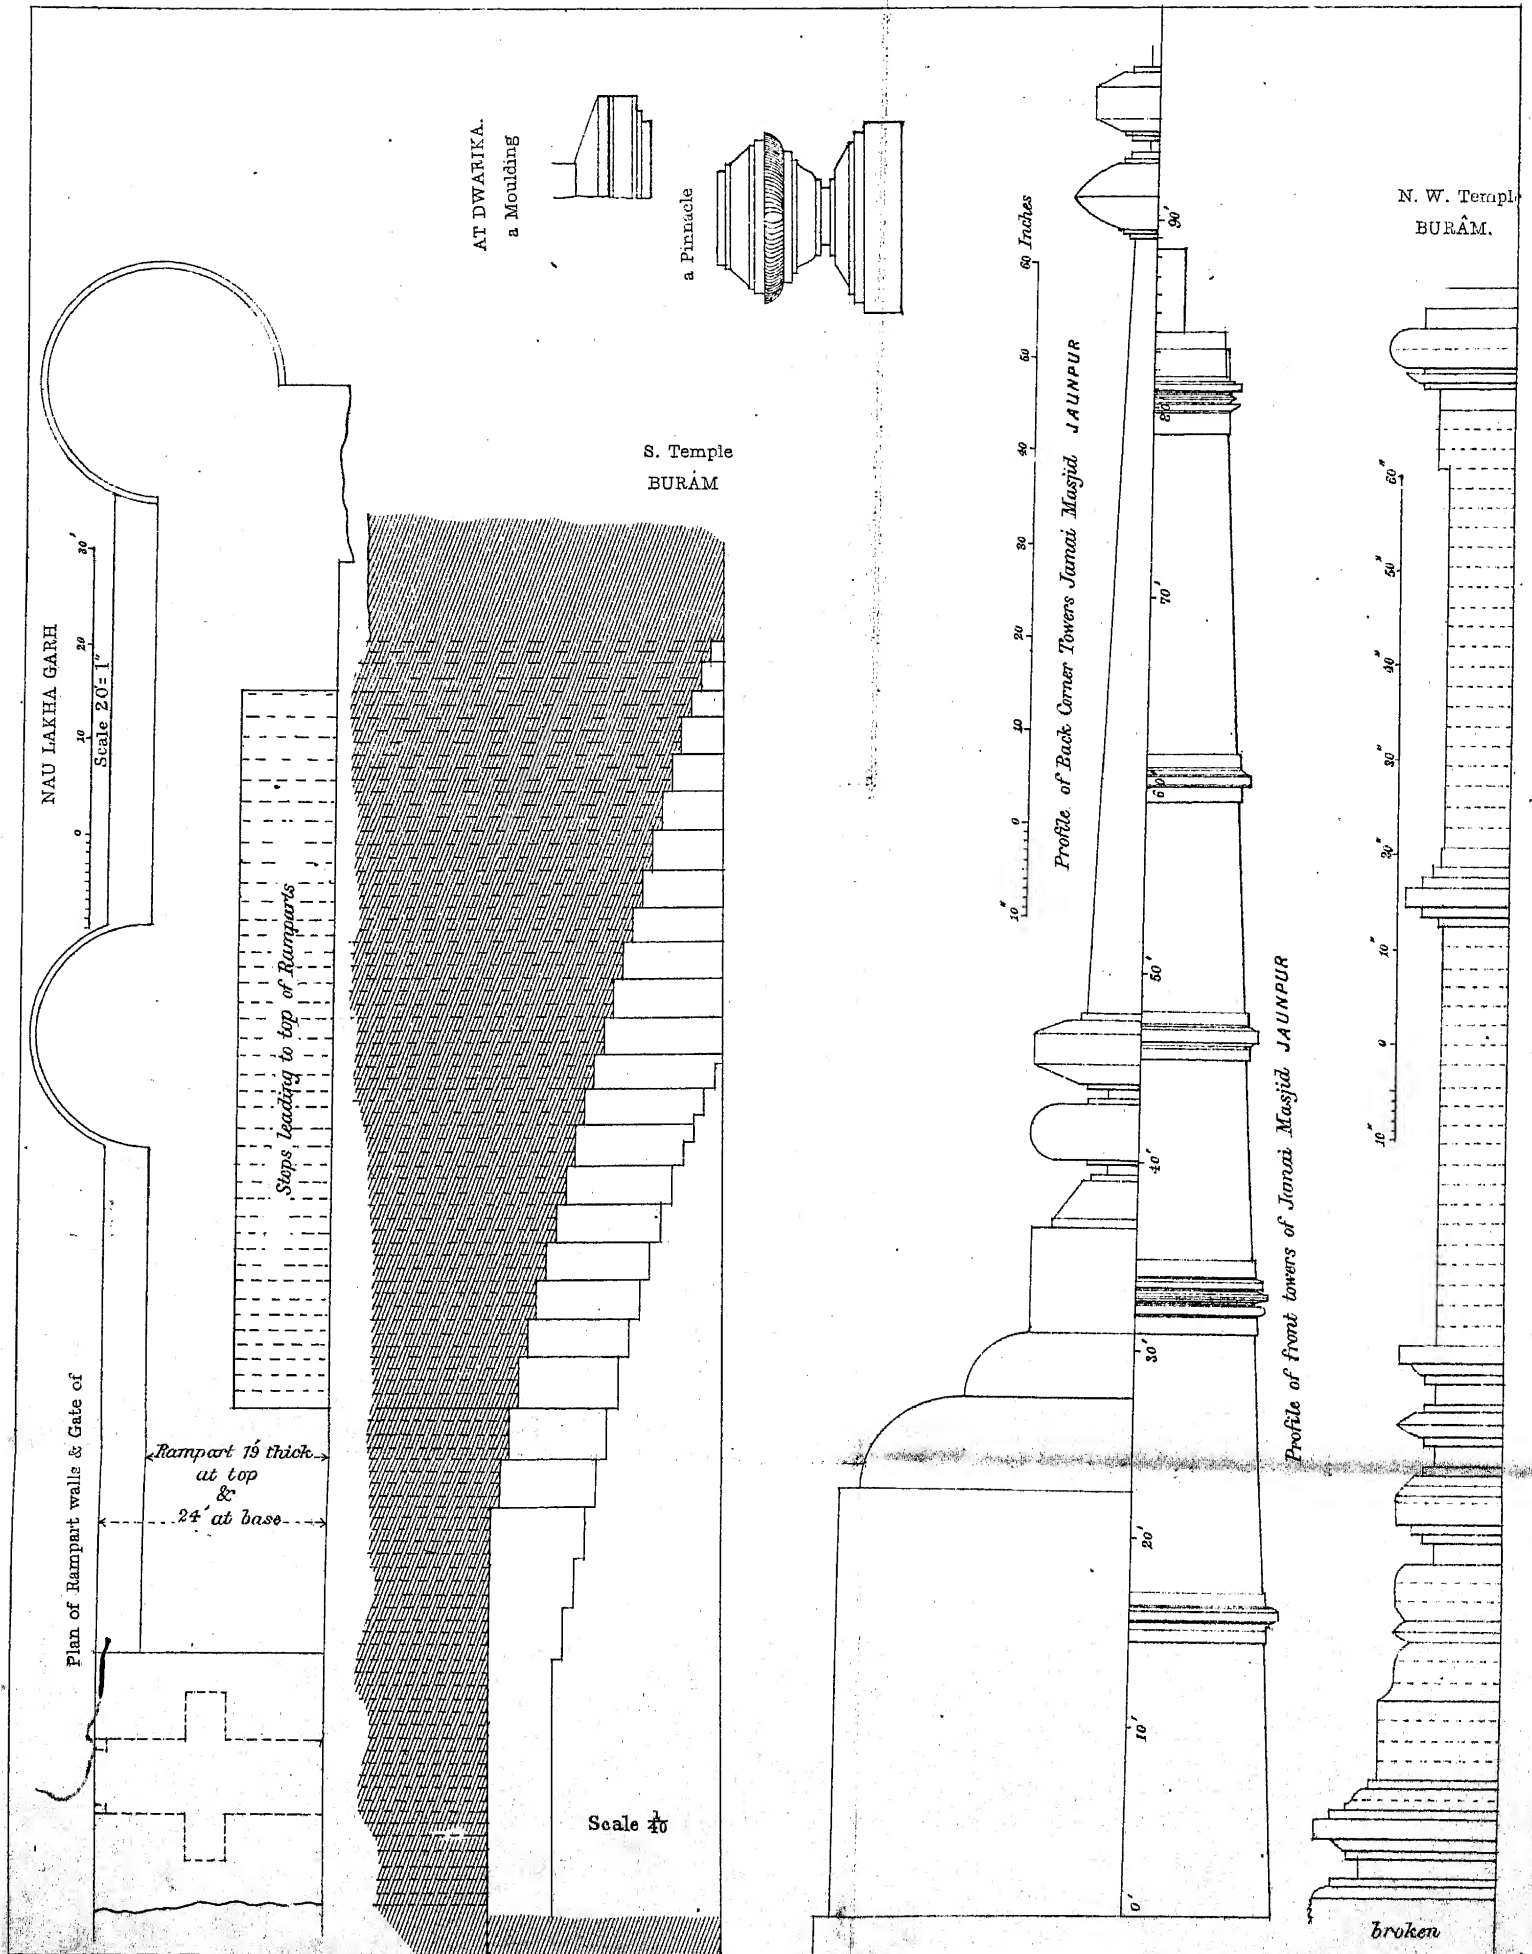 Plan of Rampart walls & Gate of
NAU LAKHA GARH
0 10 20 30'
Scale 20' = 1"
Rampart 19' thick
at top
&
24' at base
Steps leading to top of Ramparts
AT DWARIKA.
a Moulding
a Pinnacle
S. Temple
BURÂM
Scale 1/40
10" 0 10 20 30 40 50 60 Inches
Profile of Back Corner Towers Jamai Masjid JAUNPUR
0' 10' 20' 30' 40' 50' 60' 70' 80' 90'
Profile of front towers of Jamai Masjid JAUNPUR
N. W. Temple
BURÂM.
10" 0 10" 20" 30" 40" 50" 60"
broken